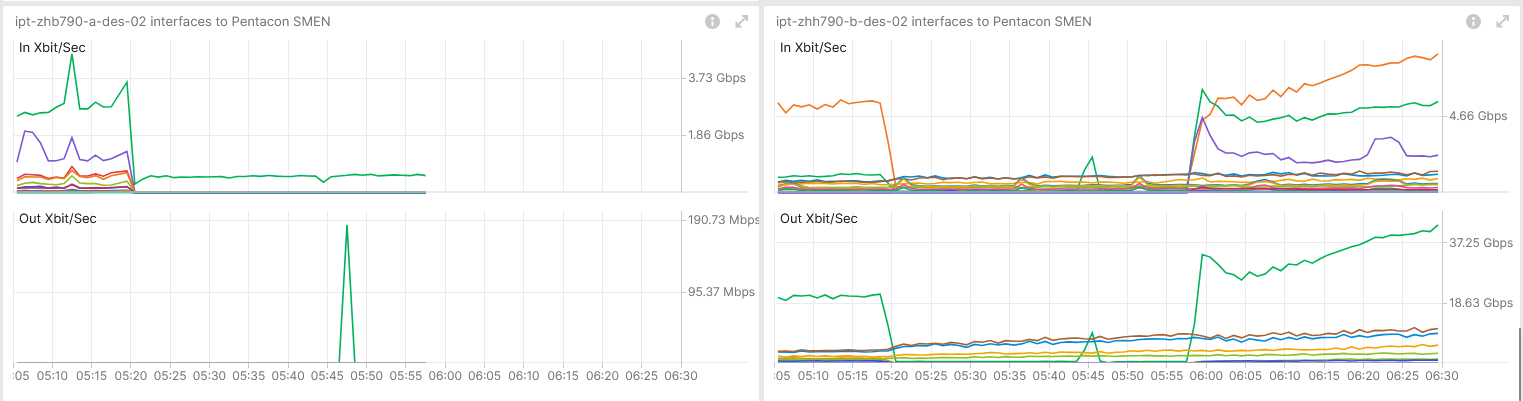 ipt-zhb790-a-des-02 interfaces to Pentacon SMEN
In Xbit/Sec
3.73 Gbps
1.86 Gbps
Out Xbit/Sec
190.73 Mbps
95.37 Mbps
:05 05:10 05:15 05:20 05:25 05:30 05:35 05:40 05:45 05:50 05:55 06:00 06:05 06:10 06:15 06:20 06:25 06:30
ipt-zhh790-b-des-02 interfaces to Pentacon SMEN
In Xbit/Sec
4.66 Gbps
Out Xbit/Sec
37.25 Gbps
18.63 Gbps
:05 05:10 05:15 05:20 05:25 05:30 05:35 05:40 05:45 05:50 05:55 06:00 06:05 06:10 06:15 06:20 06:25 06:30